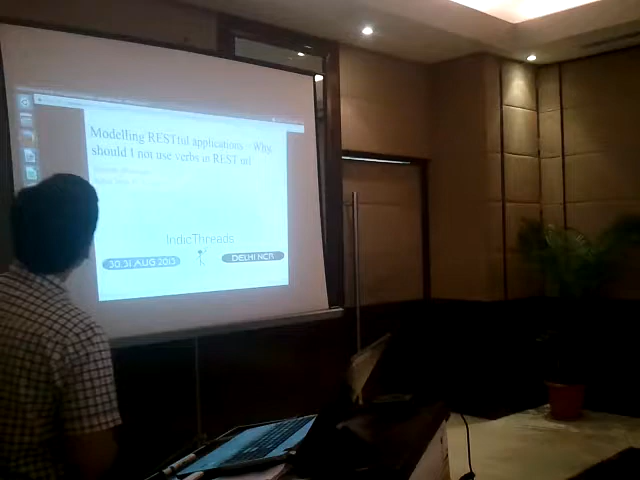 Modelling RESTful applications - Why
should I not use verbs in REST url
IndicThreads
30.31 AUG 2013
DELHI NCR